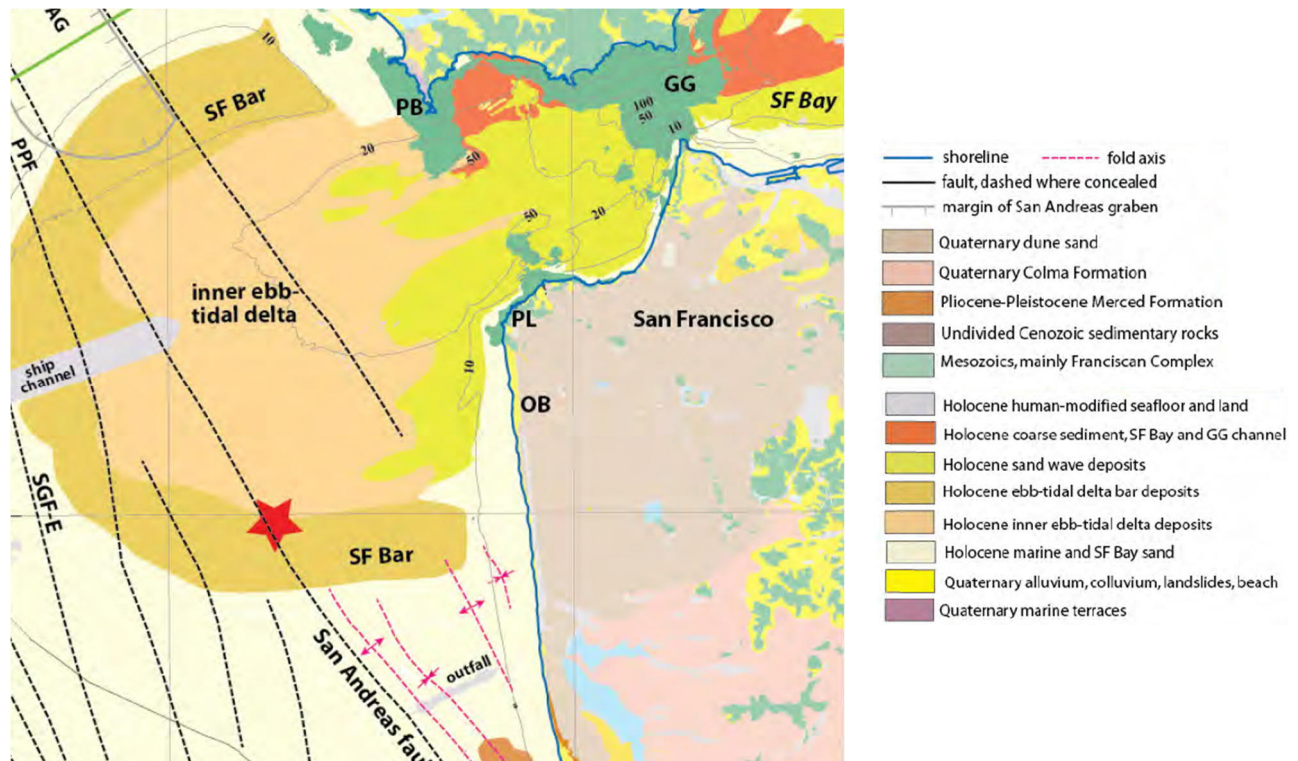 AG
10
SF Bar
PB
GG
100
50
10
SF Bay
20
50
PPF
50
20
inner ebb-
tidal delta
PL
San Francisco
ship
channel
10
OB
SGF-E
SF Bar
San Andreas faul
outfall
shoreline
fold axis
fault, dashed where concealed
margin of San Andreas graben
Quaternary dune sand
Quaternary Colma Formation
Pliocene-Pleistocene Merced Formation
Undivided Cenozoic sedimentary rocks
Mesozoics, mainly Franciscan Complex
Holocene human-modified seafloor and land
Holocene coarse sediment, SF Bay and GG channel
Holocene sand wave deposits
Holocene ebb-tidal delta bar deposits
Holocene inner ebb-tidal delta deposits
Holocene marine and SF Bay sand
Quaternary alluvium, colluvium, landslides, beach
Quaternary marine terraces